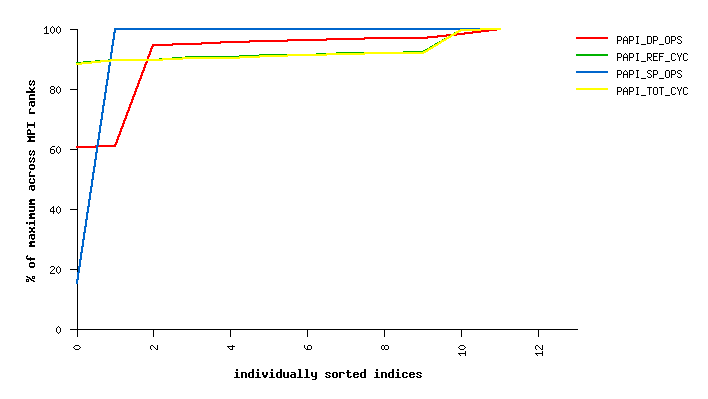 100
80
60
40
20
0
% of maximum across MPI ranks
0 2 4 6 8 10 12
individually sorted indices
PAPI_DP_OPS
PAPI_REF_CYC
PAPI_SP_OPS
PAPI_TOT_CYC